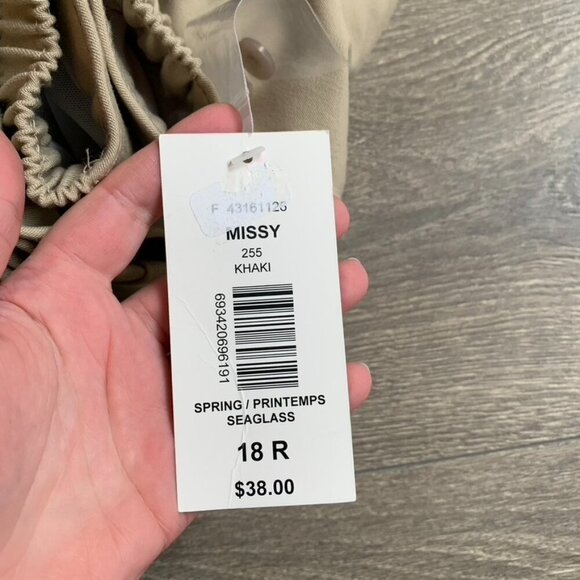 F 43161126
MISSY
255
KHAKI
693420696191
SPRING / PRINTEMPS
SEAGLASS
18 R
$38.00